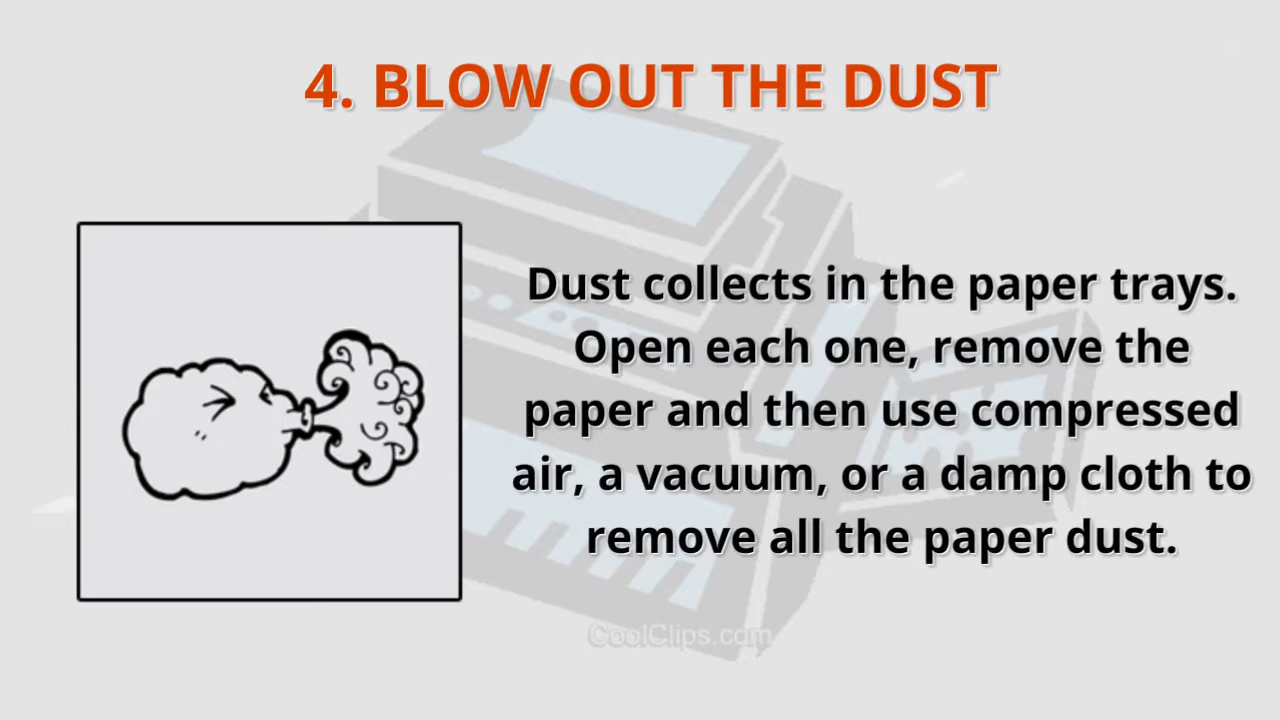 4. BLOW OUT THE DUST
Dust collects in the paper trays.
Open each one, remove the
paper and then use compressed
air, a vacuum, or a damp cloth to
remove all the paper dust.
CoolClips.com